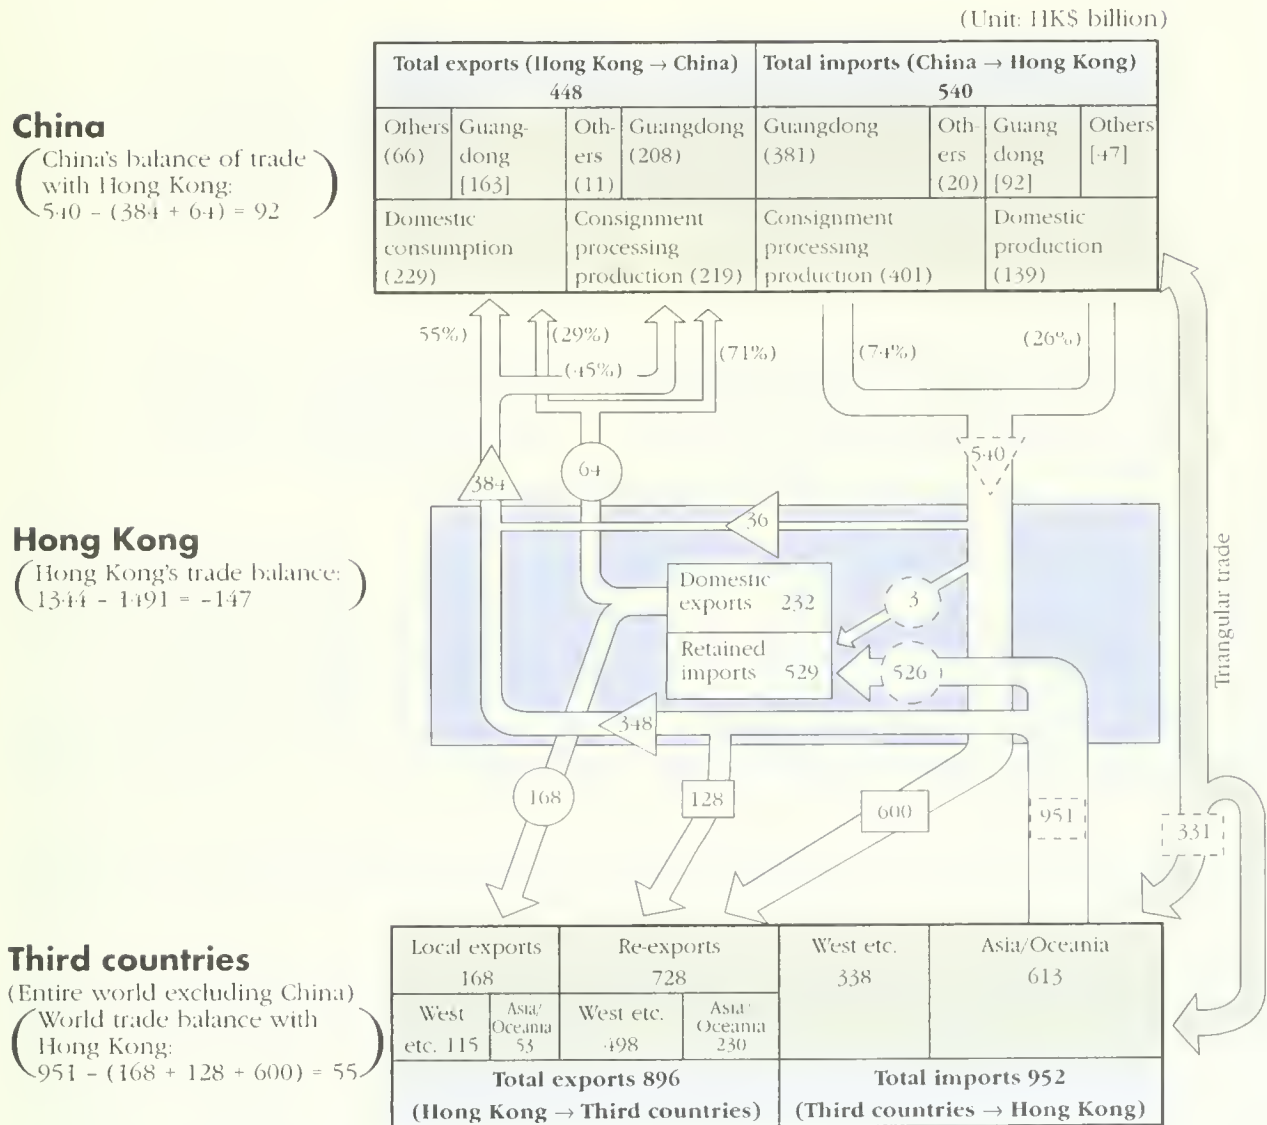 (Unit: HK$ billion)
Total exports (Hong Kong → China)
448
Total imports (China → Hong Kong)
540
Others
(66)
Guang-
dong
[163]
Oth-
ers
(11)
Guangdong
(208)
Guangdong
(381)
Oth-
ers
(20)
Guang
dong
[92]
Others
[47]
Domestic
consumption
(229)
Consignment
processing
production (219)
Consignment
processing
production (401)
Domestic
production
(139)
China
(China's balance of trade
with Hong Kong:
540 - (384 + 64) = 92)
55%)
(29%)
(45%)
(71%)
(74%)
(26%)
384
64
540
Hong Kong
(Hong Kong's trade balance:
1344 - 1491 = -147)
36
Domestic
exports 232
3
Retained
imports 529
526
348
Triangular trade
168
128
600
951
331
Third countries
(Entire world excluding China)
(World trade balance with
Hong Kong:
951 - (168 + 128 + 600) = 55)
Local exports
168
Re-exports
728
West etc.
338
Asia/Oceania
613
West
etc. 115
Asia/
Oceania
53
West etc.
498
Asia/
Oceania
230
Total exports 896
(Hong Kong → Third countries)
Total imports 952
(Third countries → Hong Kong)